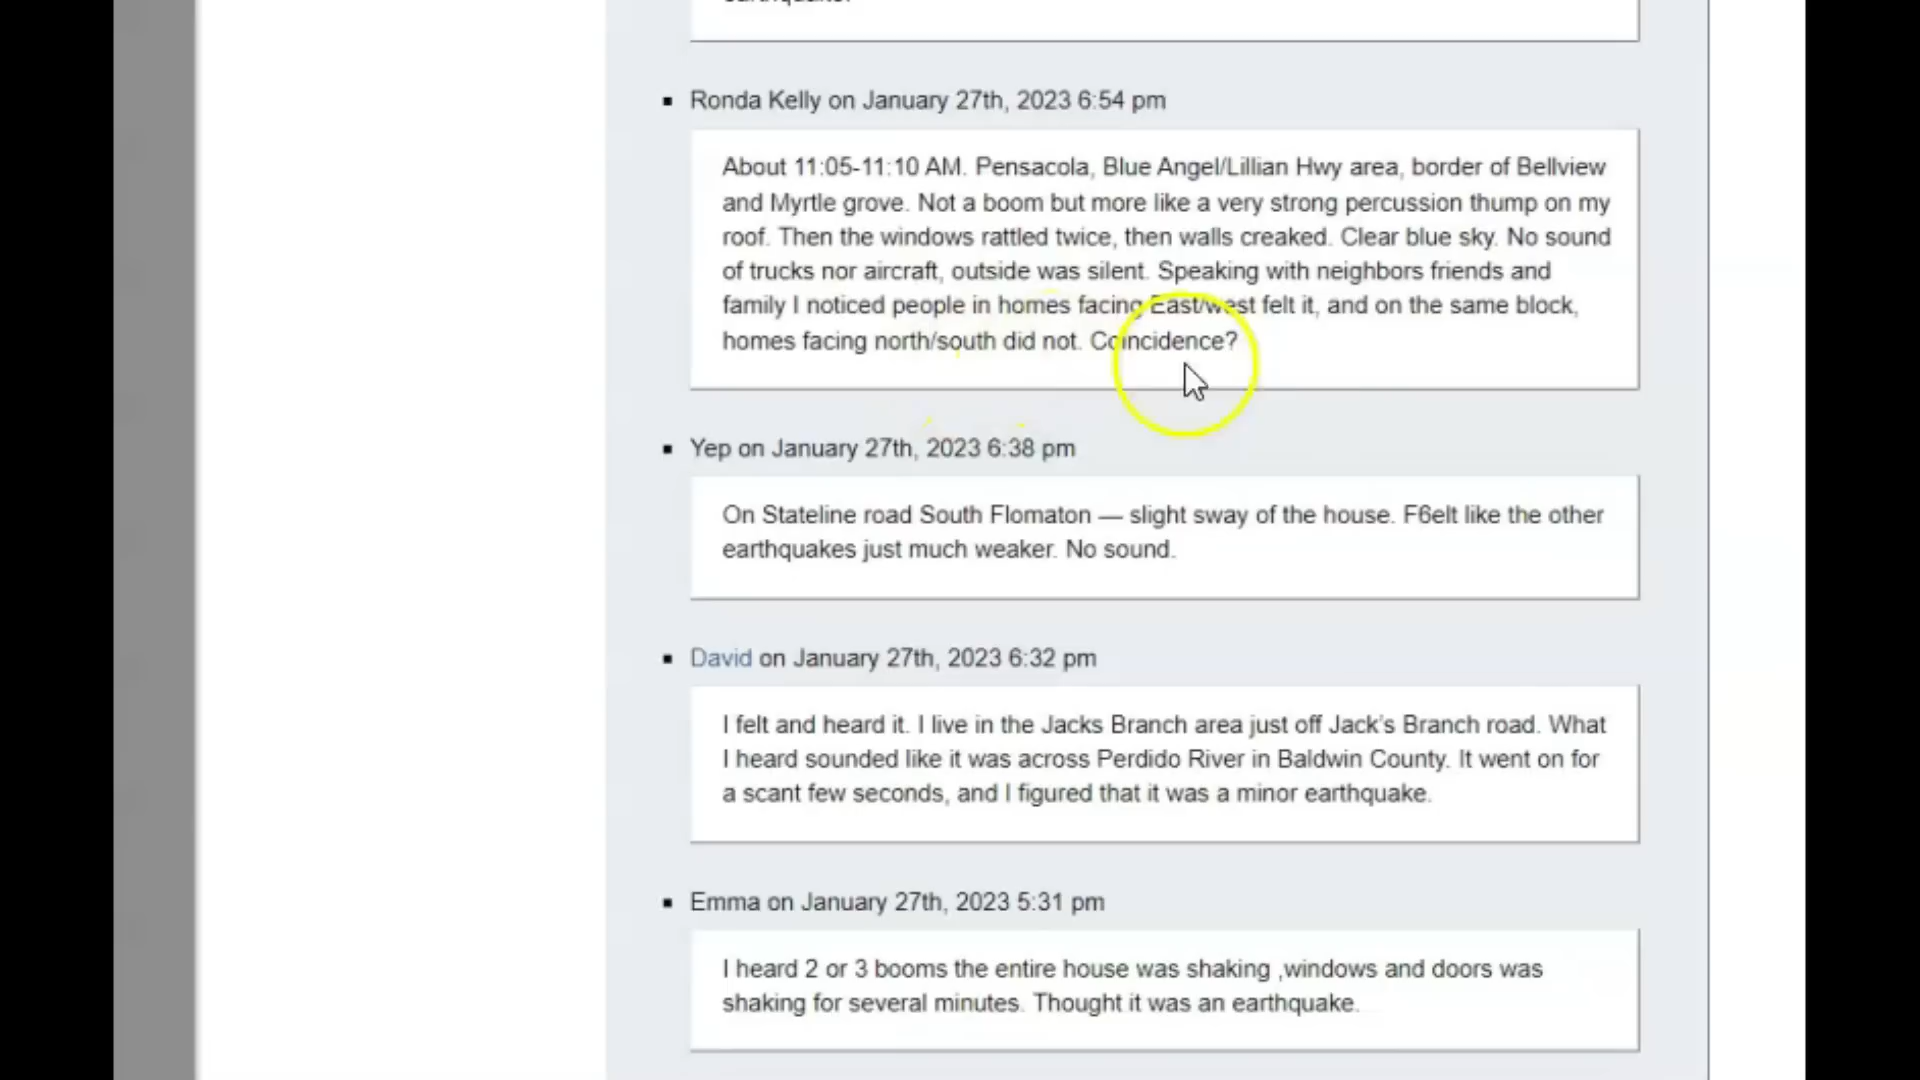 earthquake.
Ronda Kelly on January 27th, 2023 6:54 pm
About 11:05-11:10 AM. Pensacola, Blue Angel/Lillian Hwy area, border of Bellview
and Myrtle grove. Not a boom but more like a very strong percussion thump on my
roof. Then the windows rattled twice, then walls creaked. Clear blue sky. No sound
of trucks nor aircraft, outside was silent. Speaking with neighbors friends and
family I noticed people in homes facing East/west felt it, and on the same block,
homes facing north/south did not. Coincidence?
Yep on January 27th, 2023 6:38 pm
On Stateline road South Flomaton — slight sway of the house. F6elt like the other
earthquakes just much weaker. No sound.
David on January 27th, 2023 6:32 pm
I felt and heard it. I live in the Jacks Branch area just off Jack's Branch road. What
I heard sounded like it was across Perdido River in Baldwin County. It went on for
a scant few seconds, and I figured that it was a minor earthquake.
Emma on January 27th, 2023 5:31 pm
I heard 2 or 3 booms the entire house was shaking ,windows and doors was
shaking for several minutes. Thought it was an earthquake.